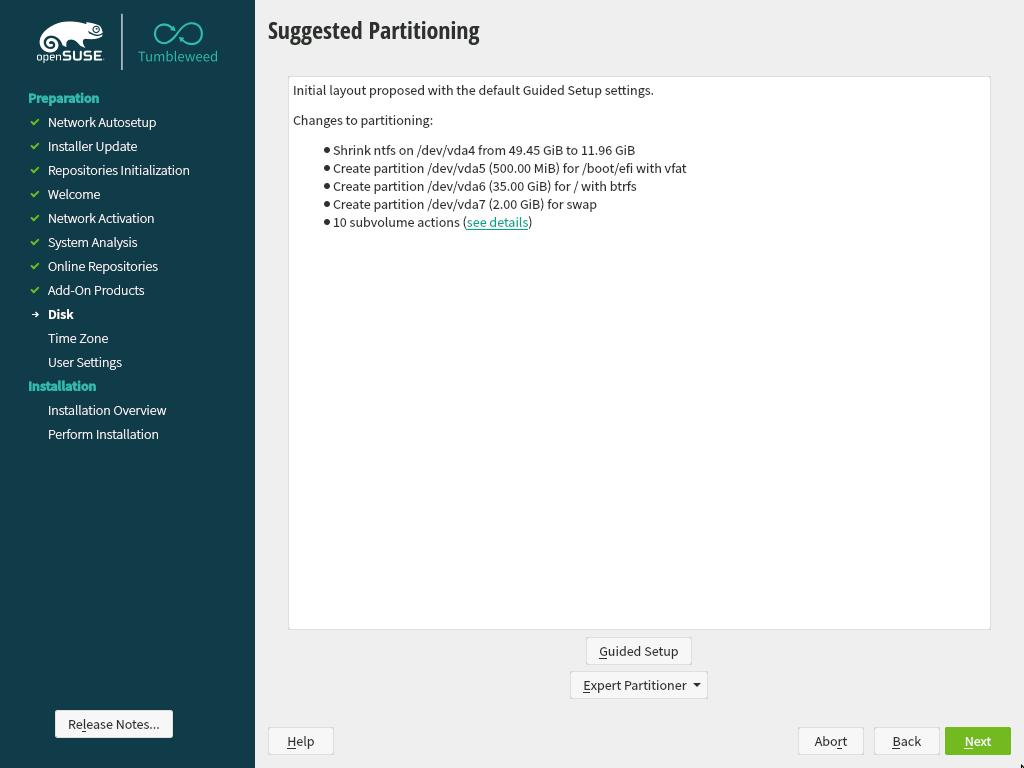 openSUSE
Tumbleweed
Preparation
Network Autosetup
Installer Update
Repositories Initialization
Welcome
Network Activation
System Analysis
Online Repositories
Add-On Products
Disk
Time Zone
User Settings
Installation
Installation Overview
Perform Installation
Release Notes...
Suggested Partitioning
Initial layout proposed with the default Guided Setup settings.
Changes to partitioning:
Shrink ntfs on /dev/vda4 from 49.45 GiB to 11.96 GiB
Create partition /dev/vda5 (500.00 MiB) for /boot/efi with vfat
Create partition /dev/vda6 (35.00 GiB) for / with btrfs
Create partition /dev/vda7 (2.00 GiB) for swap
10 subvolume actions (see details)
Guided Setup
Expert Partitioner
Help
Abort
Back
Next